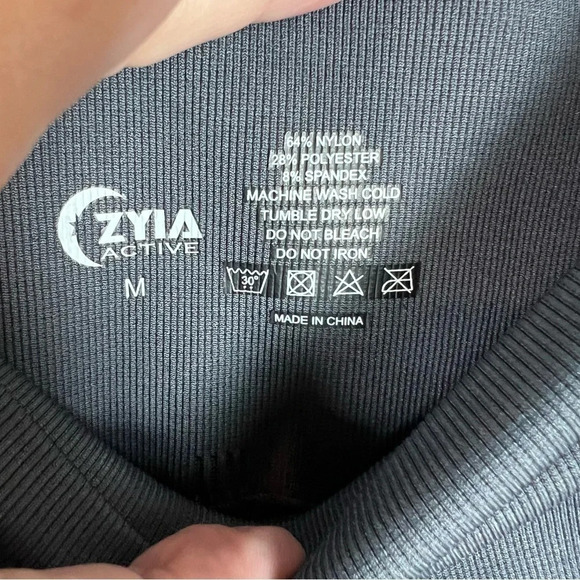 ZYIA
ACTIVE
M
64% NYLON
28% POLYESTER
8% SPANDEX
MACHINE WASH COLD
TUMBLE DRY LOW
DO NOT BLEACH
DO NOT IRON
30°
MADE IN CHINA